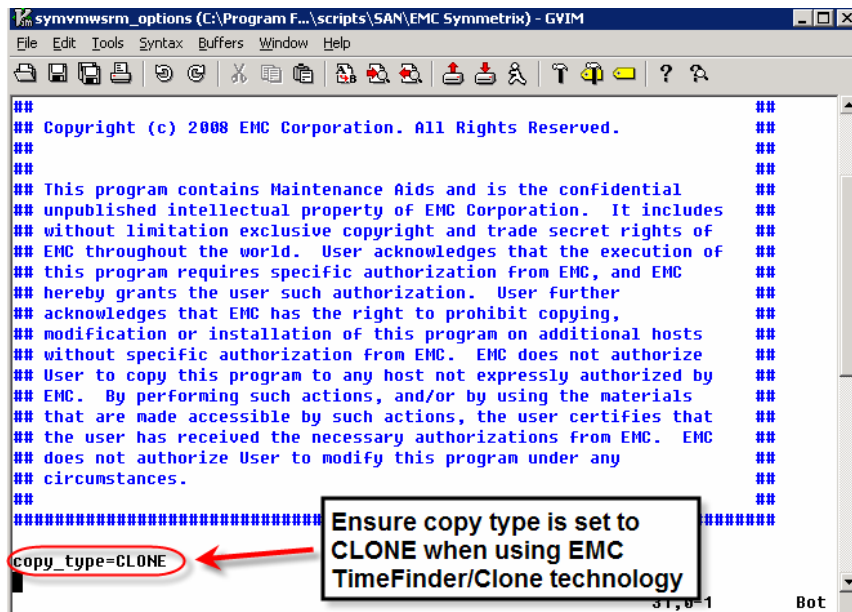 symvmwsrm_options (C:\Program F...\scripts\SAN\EMC Symmetrix) - GVIM
File Edit Tools Syntax Buffers Window Help
## ##
## Copyright (c) 2008 EMC Corporation. All Rights Reserved. ##
## ##
## ##
## This program contains Maintenance Aids and is the confidential ##
## unpublished intellectual property of EMC Corporation. It includes ##
## without limitation exclusive copyright and trade secret rights of ##
## EMC throughout the world. User acknowledges that the execution of ##
## this program requires specific authorization from EMC, and EMC ##
## hereby grants the user such authorization. User further ##
## acknowledges that EMC has the right to prohibit copying, ##
## modification or installation of this program on additional hosts ##
## without specific authorization from EMC. EMC does not authorize ##
## User to copy this program to any host not expressly authorized by ##
## EMC. By performing such actions, and/or by using the materials ##
## that are made accessible by such actions, the user certifies that ##
## the user has received the necessary authorizations from EMC. EMC ##
## does not authorize User to modify this program under any ##
## circumstances. ##
## ##
##################################### #######
Ensure copy type is set to
CLONE when using EMC
TimeFinder/Clone technology
copy_type=CLONE
31,0-1 Bot